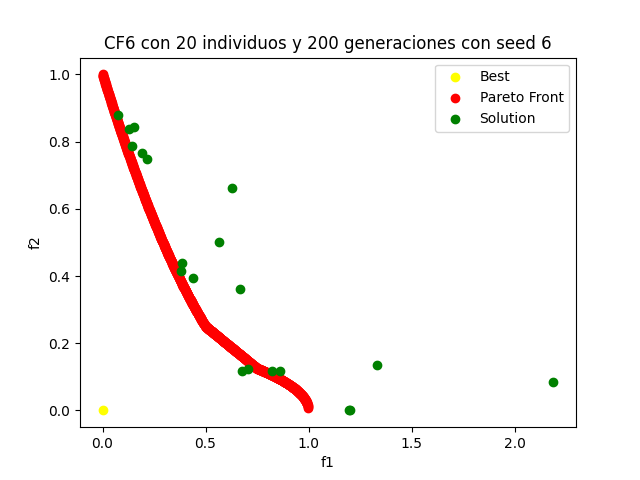 CF6 con 20 individuos y 200 generaciones con seed 6
Best
Pareto Front
Solution
f2
1.0
0.8
0.6
0.4
0.2
0.0
0.0
0.5
1.0
1.5
2.0
f1